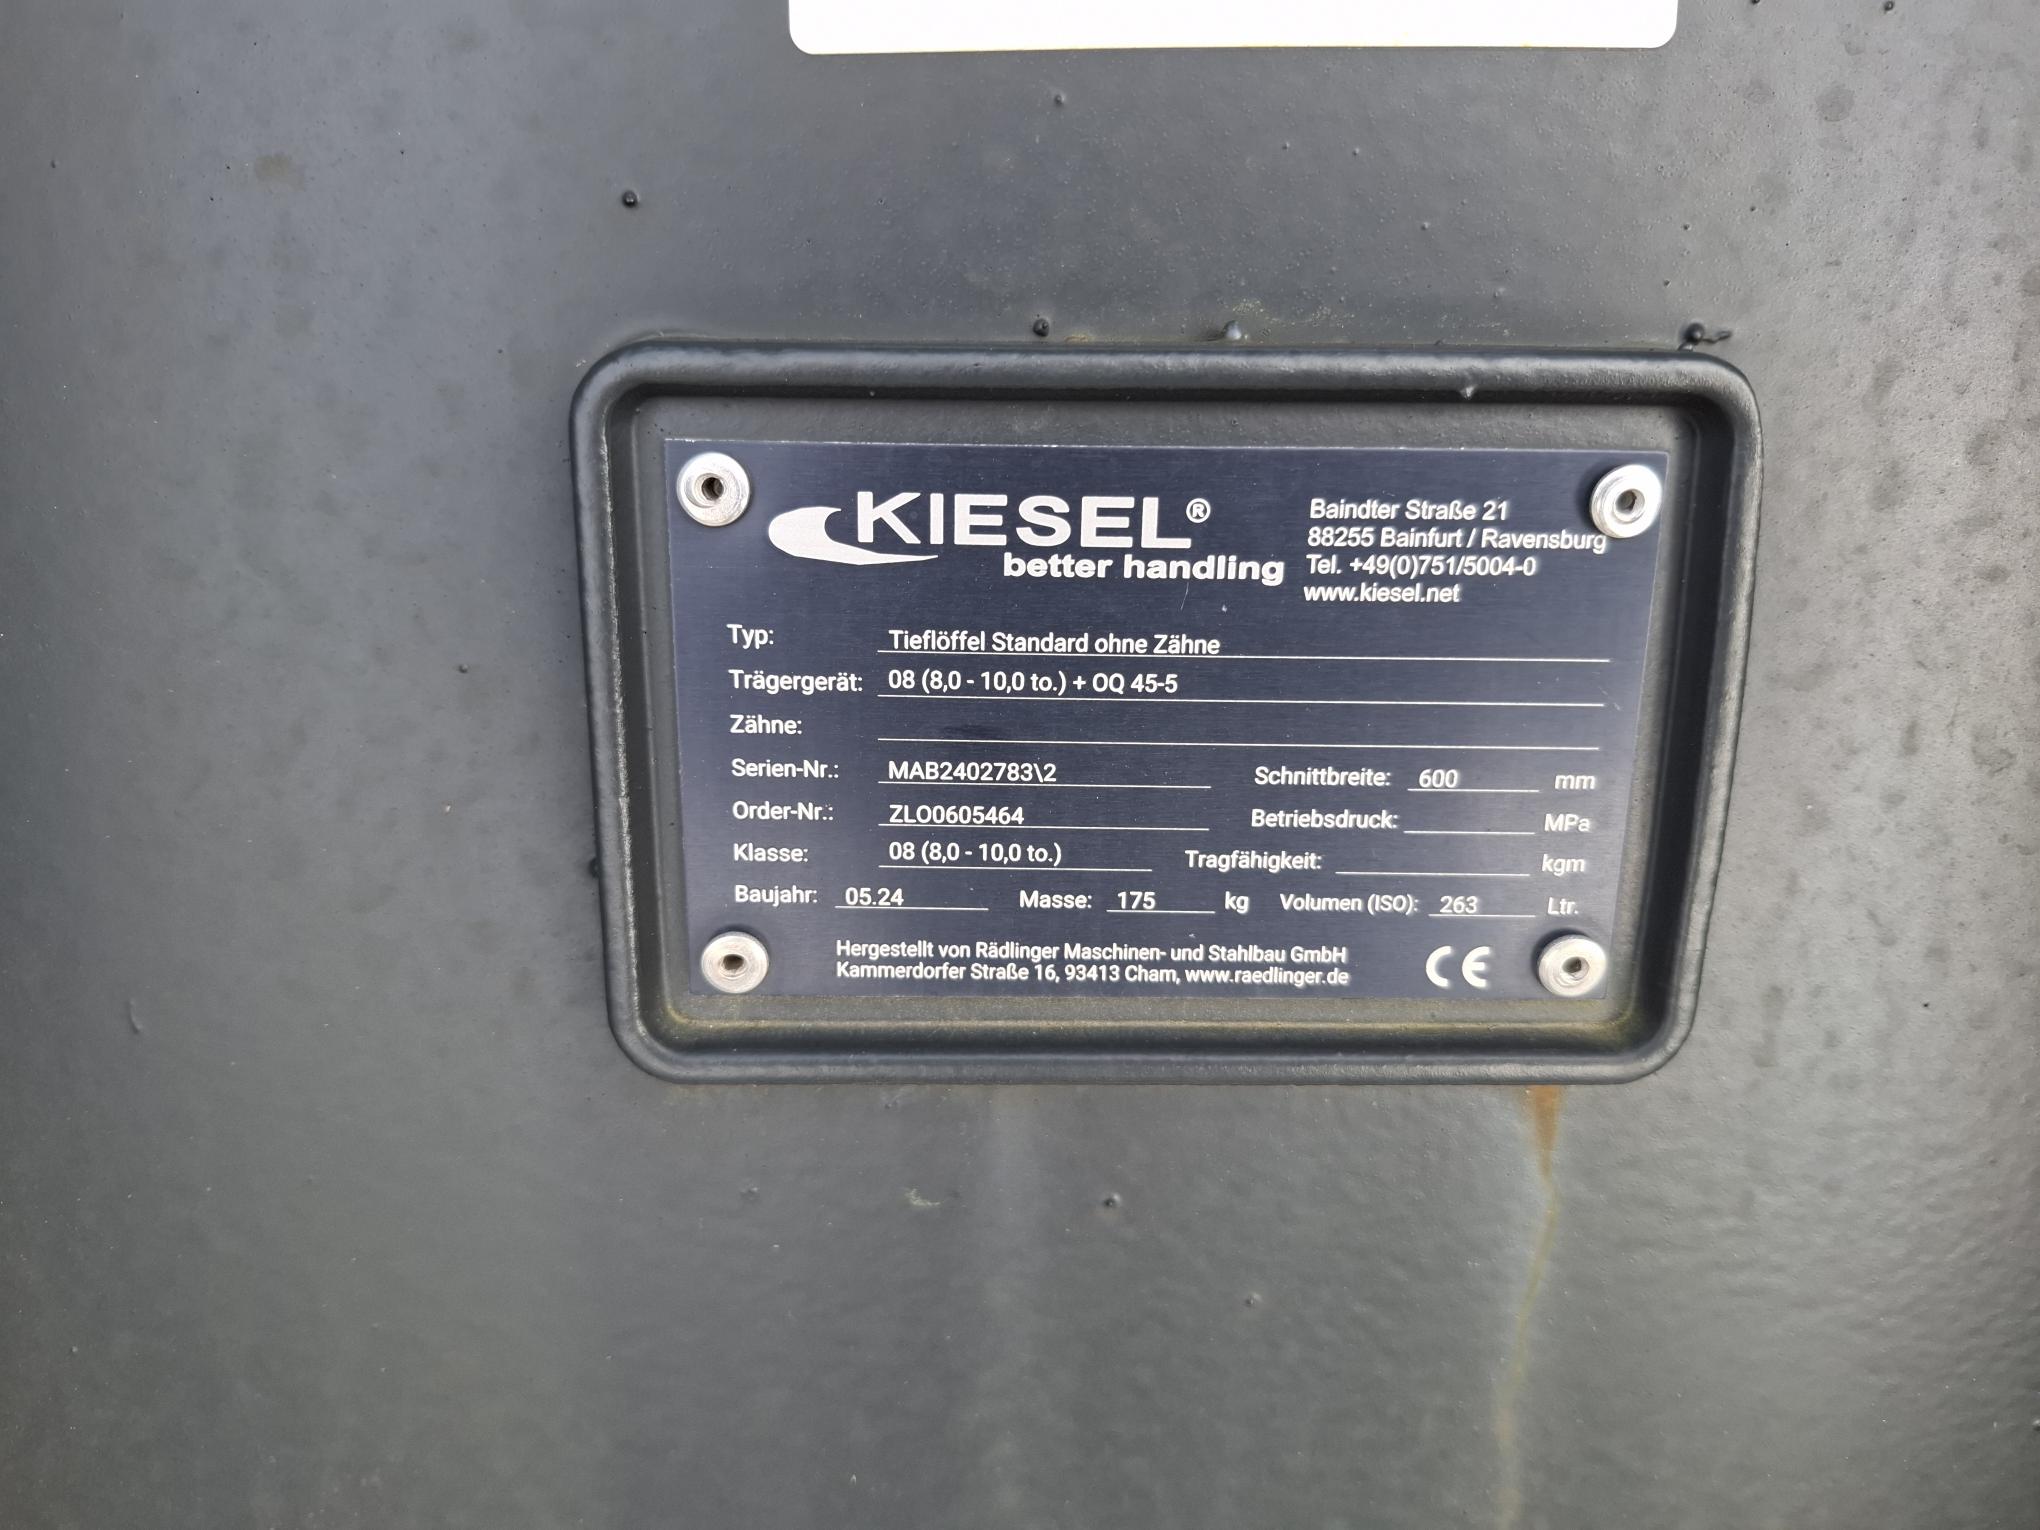 KIESEL®
better handling
Baindter Straße 21
88255 Bainfurt / Ravensburg
Tel. +49(0)751/5004-0
www.kiesel.net
Typ: Tieflöffel Standard ohne Zähne
Trägergerät: 08 (8,0 - 10,0 to.) + OQ 45-5
Zähne:
Serien-Nr.: MAB2402783\2 Schnittbreite: 600 mm
Order-Nr.: ZLO0605464 Betriebsdruck: MPa
Klasse: 08 (8,0 - 10,0 to.) Tragfähigkeit: kgm
Baujahr: 05.24 Masse: 175 kg Volumen (ISO): 263 Ltr.
Hergestellt von Rädlinger Maschinen- und Stahlbau GmbH
Kammerdorfer Straße 16, 93413 Cham, www.raedlinger.de
CE